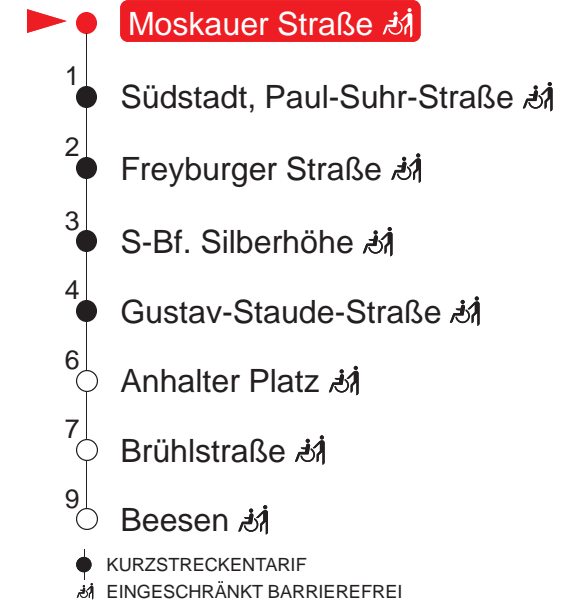 Moskauer Straße
1
Südstadt, Paul-Suhr-Straße
2
Freyburger Straße
3
S-Bf. Silberhöhe
4
Gustav-Staude-Straße
6
Anhalter Platz
7
Brühlstraße
9
Beesen
KURZSTRECKENTARIF
EINGESCHRÄNKT BARRIEREFREI